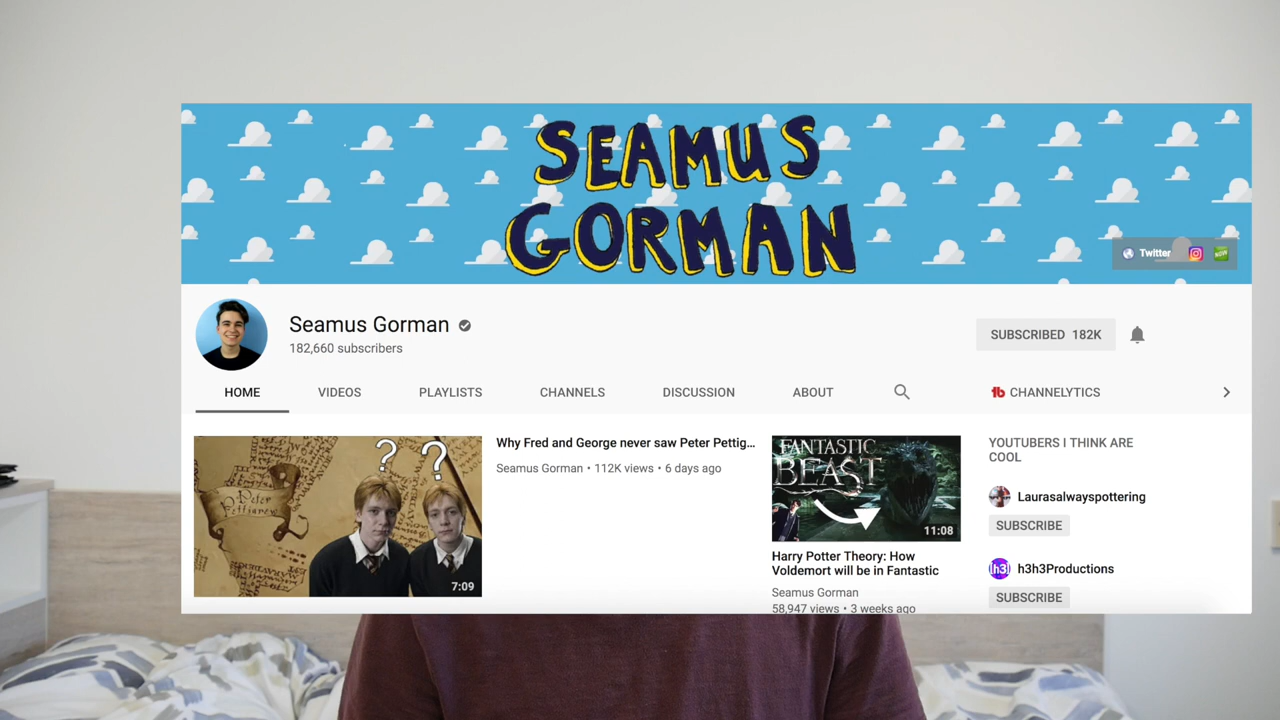 SEAMUS
GORMAN
Twitter
Seamus Gorman
182,660 subscribers
SUBSCRIBED 182K
HOME VIDEOS PLAYLISTS CHANNELS DISCUSSION ABOUT CHANNELYTICS
? ?
Peter
Pettigrew
7:09
Why Fred and George never saw Peter Pettig...
Seamus Gorman • 112K views • 6 days ago
FANTASTIC
BEAST
11:08
Harry Potter Theory: How
Voldemort will be in Fantastic
Seamus Gorman
58,947 views • 3 weeks ago
YOUTUBERS I THINK ARE
COOL
Laurasalwayspottering
SUBSCRIBE
h3h3Productions
SUBSCRIBE